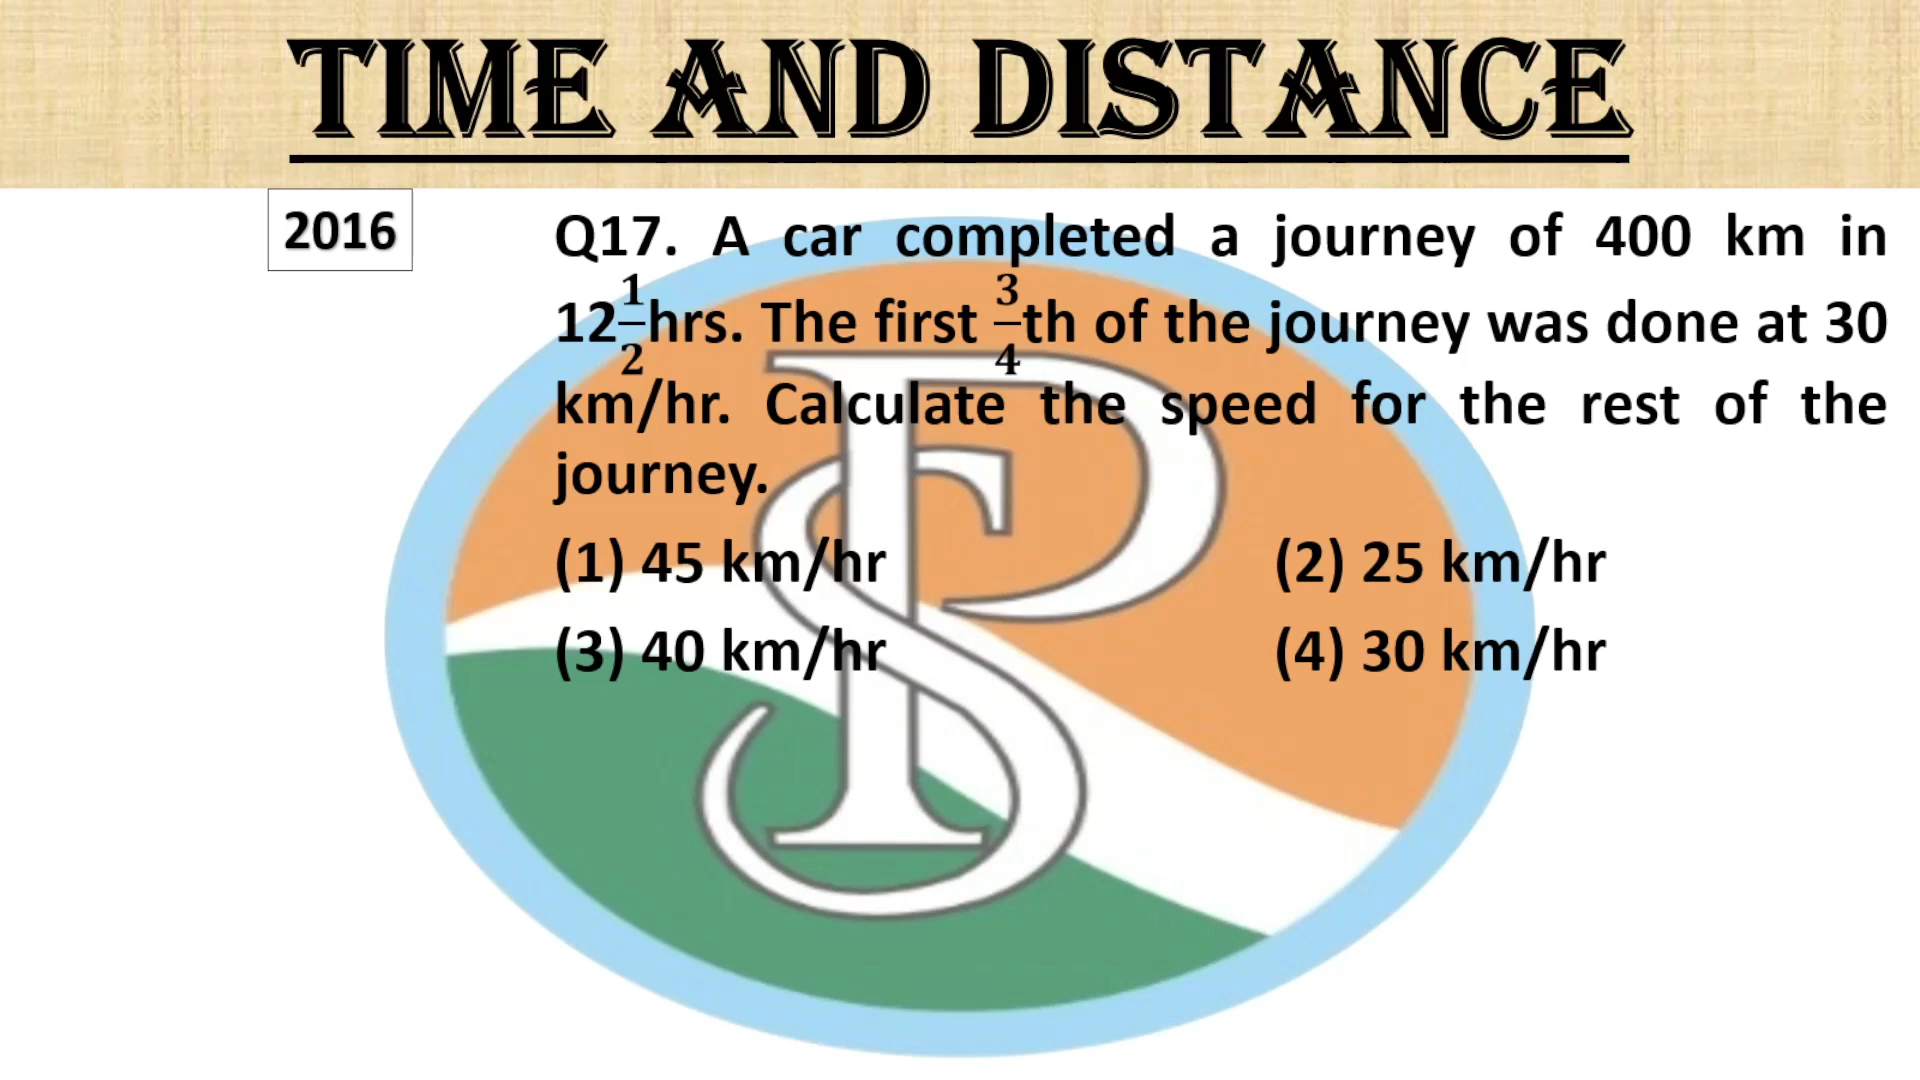 TIME AND DISTANCE
2016
Q17. A car completed a journey of 400 km in
12 1/2 hrs. The first 3/4 th of the journey was done at 30
km/hr. Calculate the speed for the rest of the
journey.
(1) 45 km/hr (2) 25 km/hr
(3) 40 km/hr (4) 30 km/hr